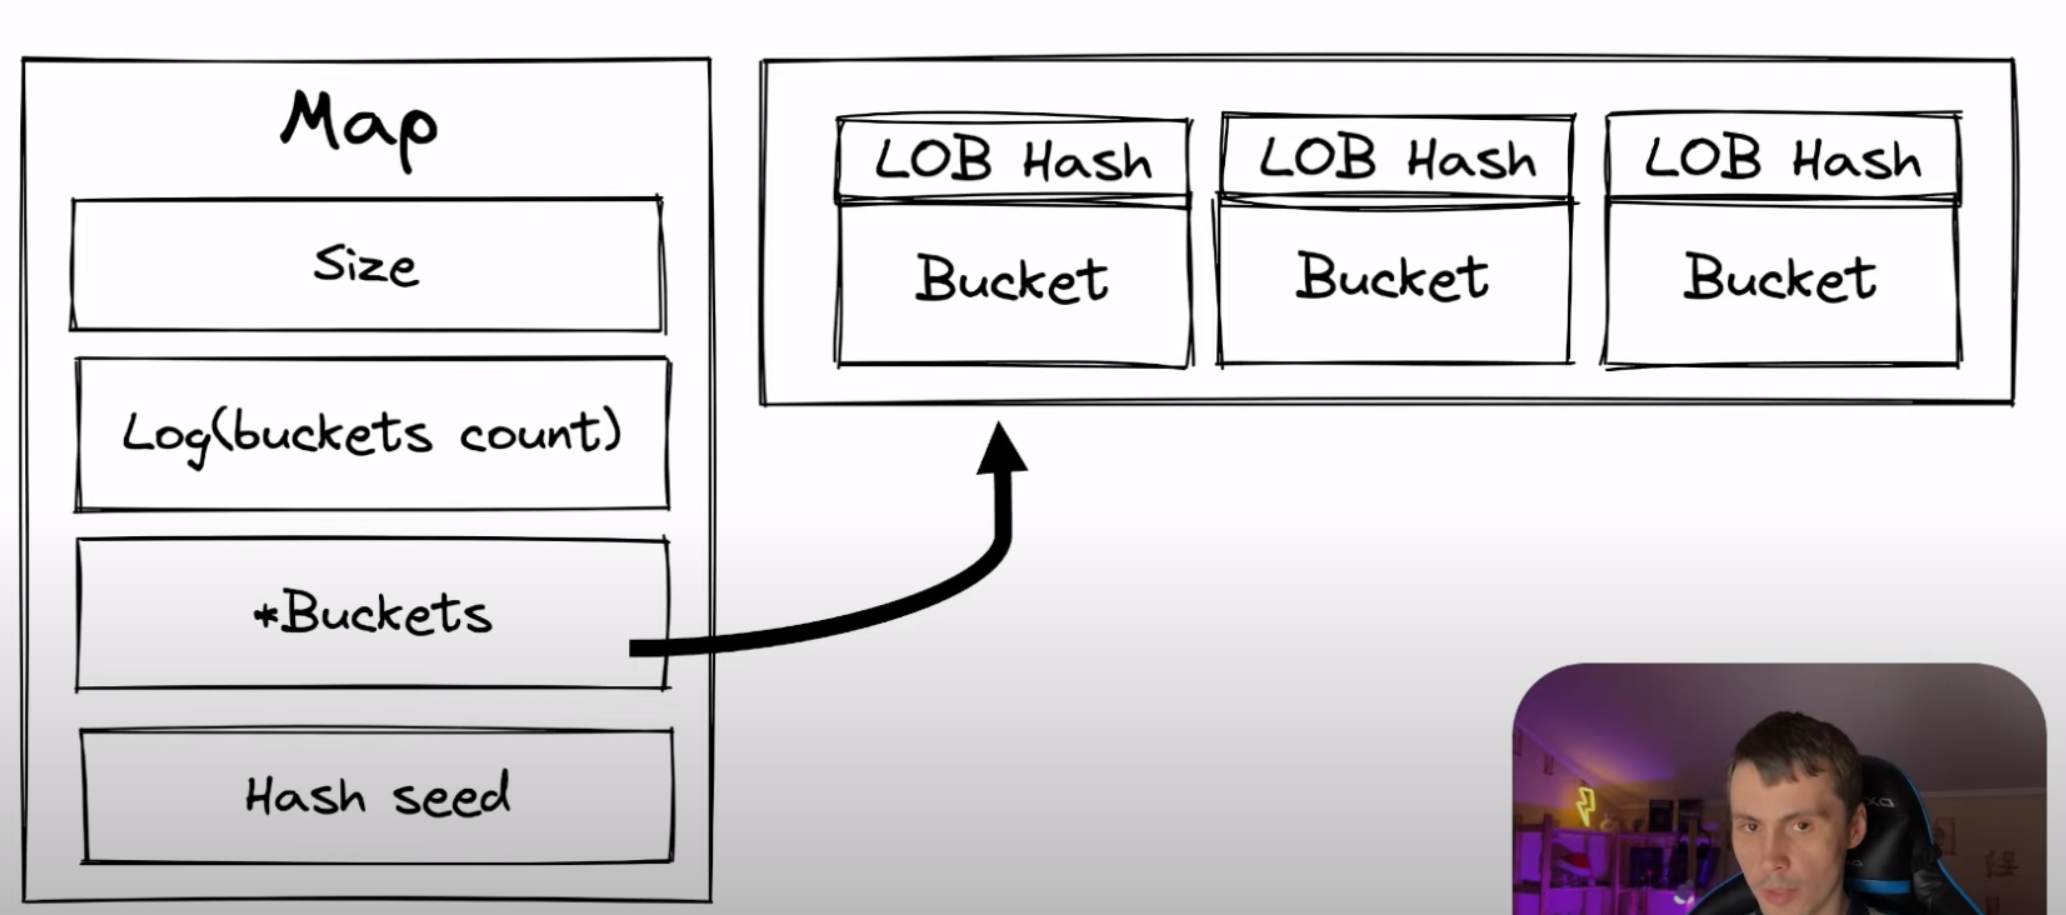 Map
Size
Log(buckets count)
*Buckets
Hash seed
LOB Hash
Bucket
LOB Hash
Bucket
LOB Hash
Bucket